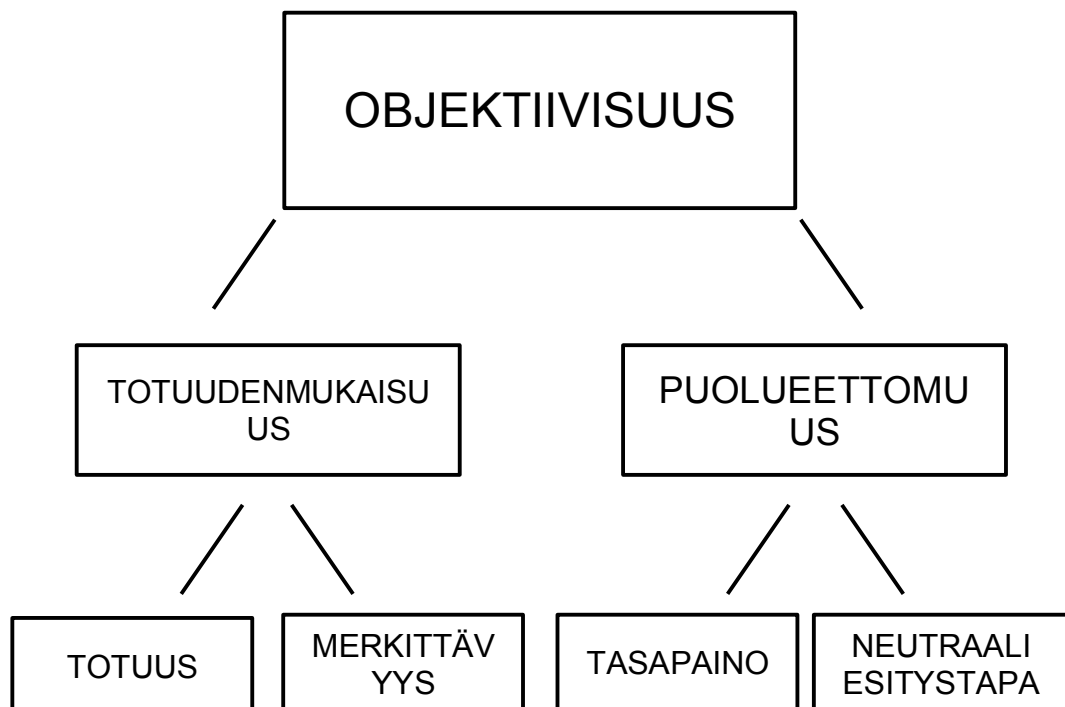 OBJEKTIIVISUUS
TOTUUDENMUKAISU
US
PUOLUEETTOMU
US
TOTUUS
MERKITTÄV
YYS
TASAPAINO
NEUTRAALI
ESITYSTAPA